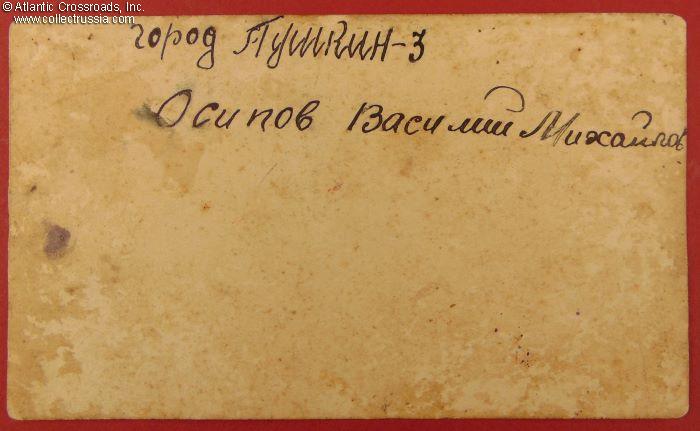 © Atlantic Crossroads, Inc.
www.collectrussia.com
город Пушкин-3
Осипов Василий Михайлов